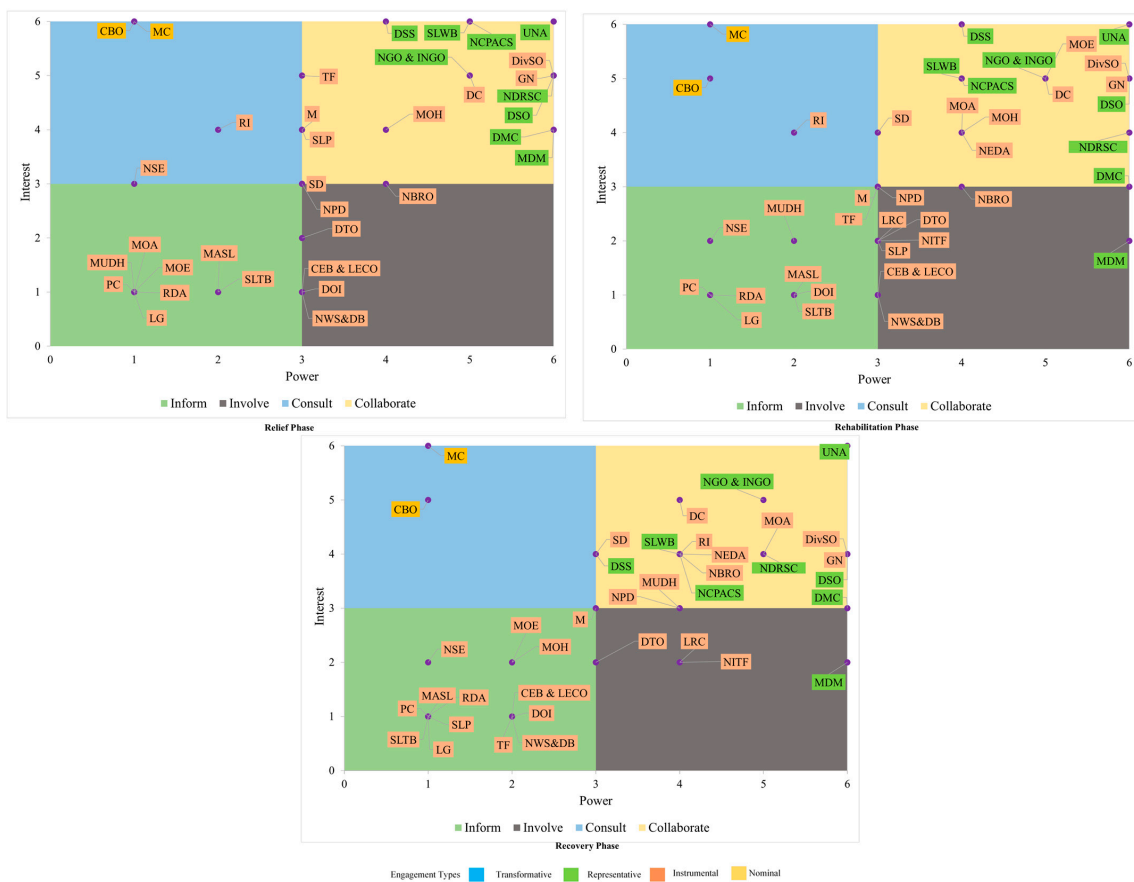 6
CBO
MC
DSS
SLWB
NCPACS
UNA
NGO & INGO
DivSO
5
TF
GN
DC
NDRSC
M
MOH
DSO
RI
4
SLP
DMC
MDM
NSE
3
SD
NBRO
NPD
DTO
MOA
MASL
2
MUDH
MOE
CEB & LECO
SLTB
PC
RDA
DOI
1
LG
NWS&DB
0
0 1 2 3 4 5 6
Interest
Power
Inform Involve Consult Collaborate
Relief Phase
6
MC
DSS
UNA
MOE
NGO & INGO
DivSO
SLWB
5
CBO
NCPACS
GN
DC
DSO
MOA
RI
SD
MOH
4
NEDA
NDRSC
DMC
3
M
NPD
NBRO
MUDH
TF
LRC
DTO
NSE
2
NITF
SLP
MDM
PC
MASL
CEB & LECO
RDA
DOI
1
LG
SLTB
NWS&DB
0
0 1 2 3 4 5 6
Interest
Power
Inform Involve Consult Collaborate
Rehabilitation Phase
6
MC
UNA
NGO & INGO
5
CBO
DC
MOA
SD
SLWB
RI
DivSO
4
NEDA
DSS
NBRO
NDRSC
GN
MUDH
DSO
NPD
NCPACS
DMC
3
M
MOE
NSE
MOH
DTO
LRC
2
NITF
MDM
MASL
RDA
CEB & LECO
PC
DOI
1
SLP
SLTB
LG
TF
NWS&DB
0
0 1 2 3 4 5 6
Interest
Power
Inform Involve Consult Collaborate
Recovery Phase
Engagement Types Transformative Representative Instrumental Nominal